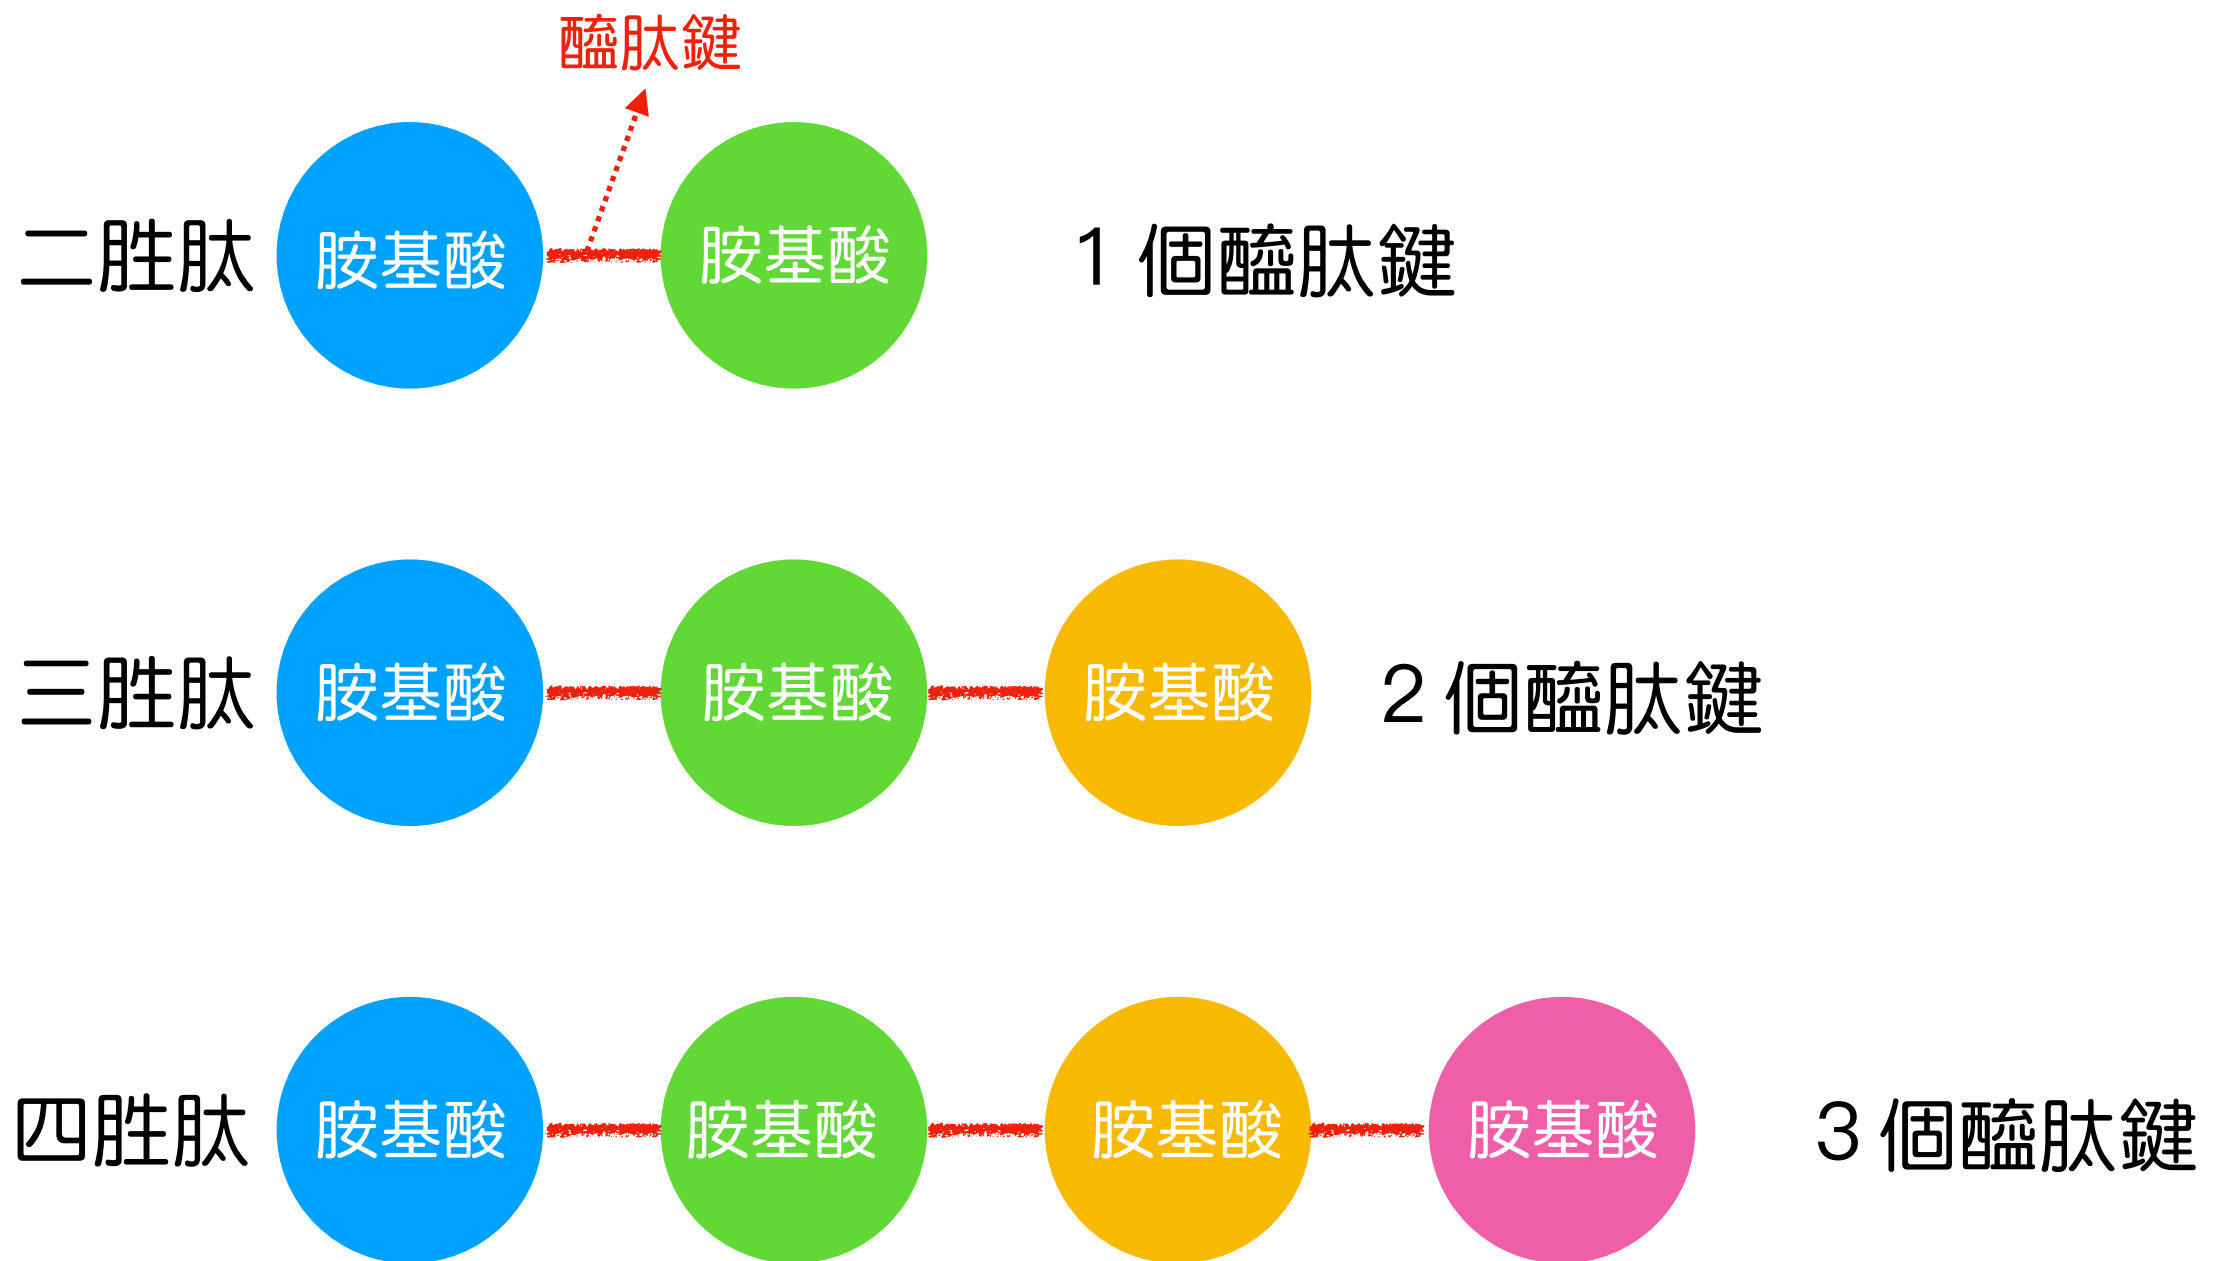 醯肽鍵
二胜肽 胺基酸 胺基酸 1 個醯肽鍵
三胜肽 胺基酸 胺基酸 胺基酸 2 個醯肽鍵
四胜肽 胺基酸 胺基酸 胺基酸 胺基酸 3 個醯肽鍵